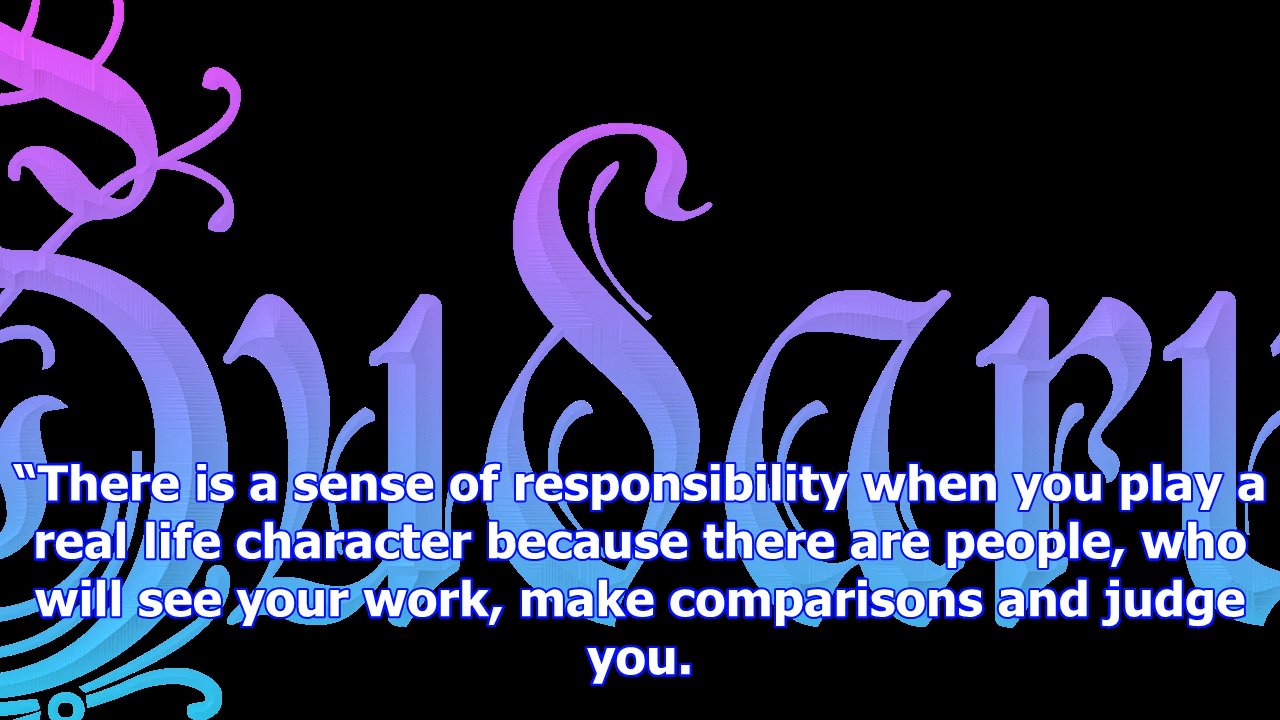 “There is a sense of responsibility when you play a
real life character because there are people, who
will see your work, make comparisons and judge
you.